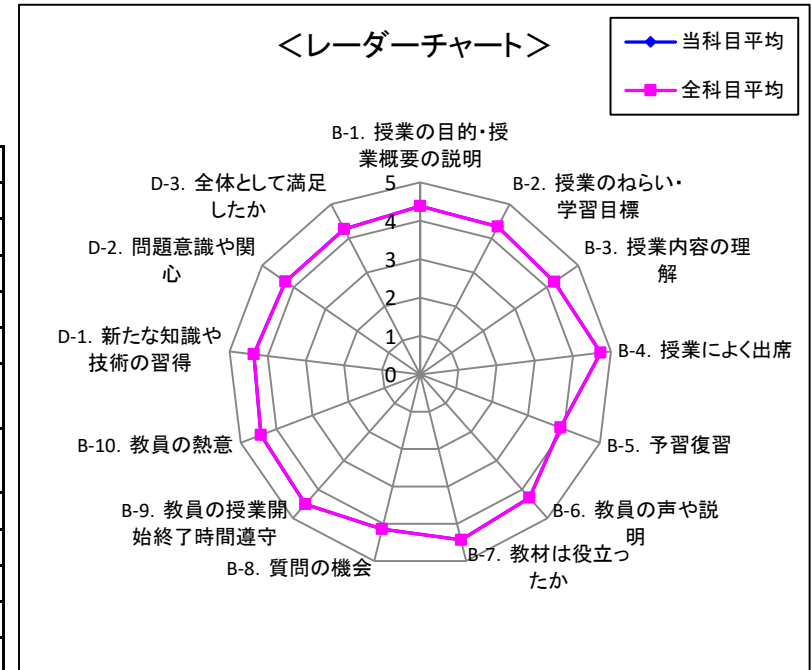 <レーダーチャート>
当科目平均
全科目平均
B-1. 授業の目的・授
業概要の説明
B-2. 授業のねらい・
学習目標
B-3. 授業内容の理
解
B-4. 授業によく出席
B-5. 予習復習
B-6. 教員の声や説
明
B-7. 教材は役立っ
たか
B-8. 質問の機会
B-9. 教員の授業開
始終了時間遵守
B-10. 教員の熱意
D-1. 新たな知識や
技術の習得
D-2. 問題意識や関
心
D-3. 全体として満足
したか
5
4
3
2
1
0